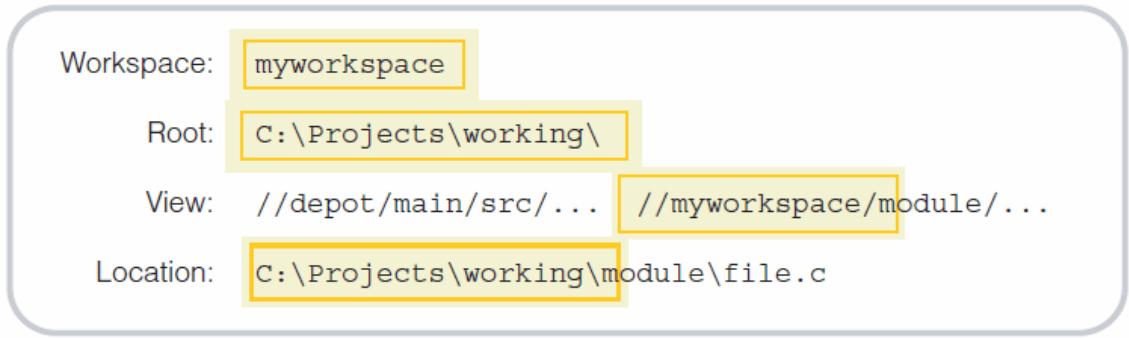 Workspace: myworkspace
Root: C:\Projects\working\
View: //depot/main/src/... //myworkspace/module/...
Location: C:\Projects\working\module\file.c